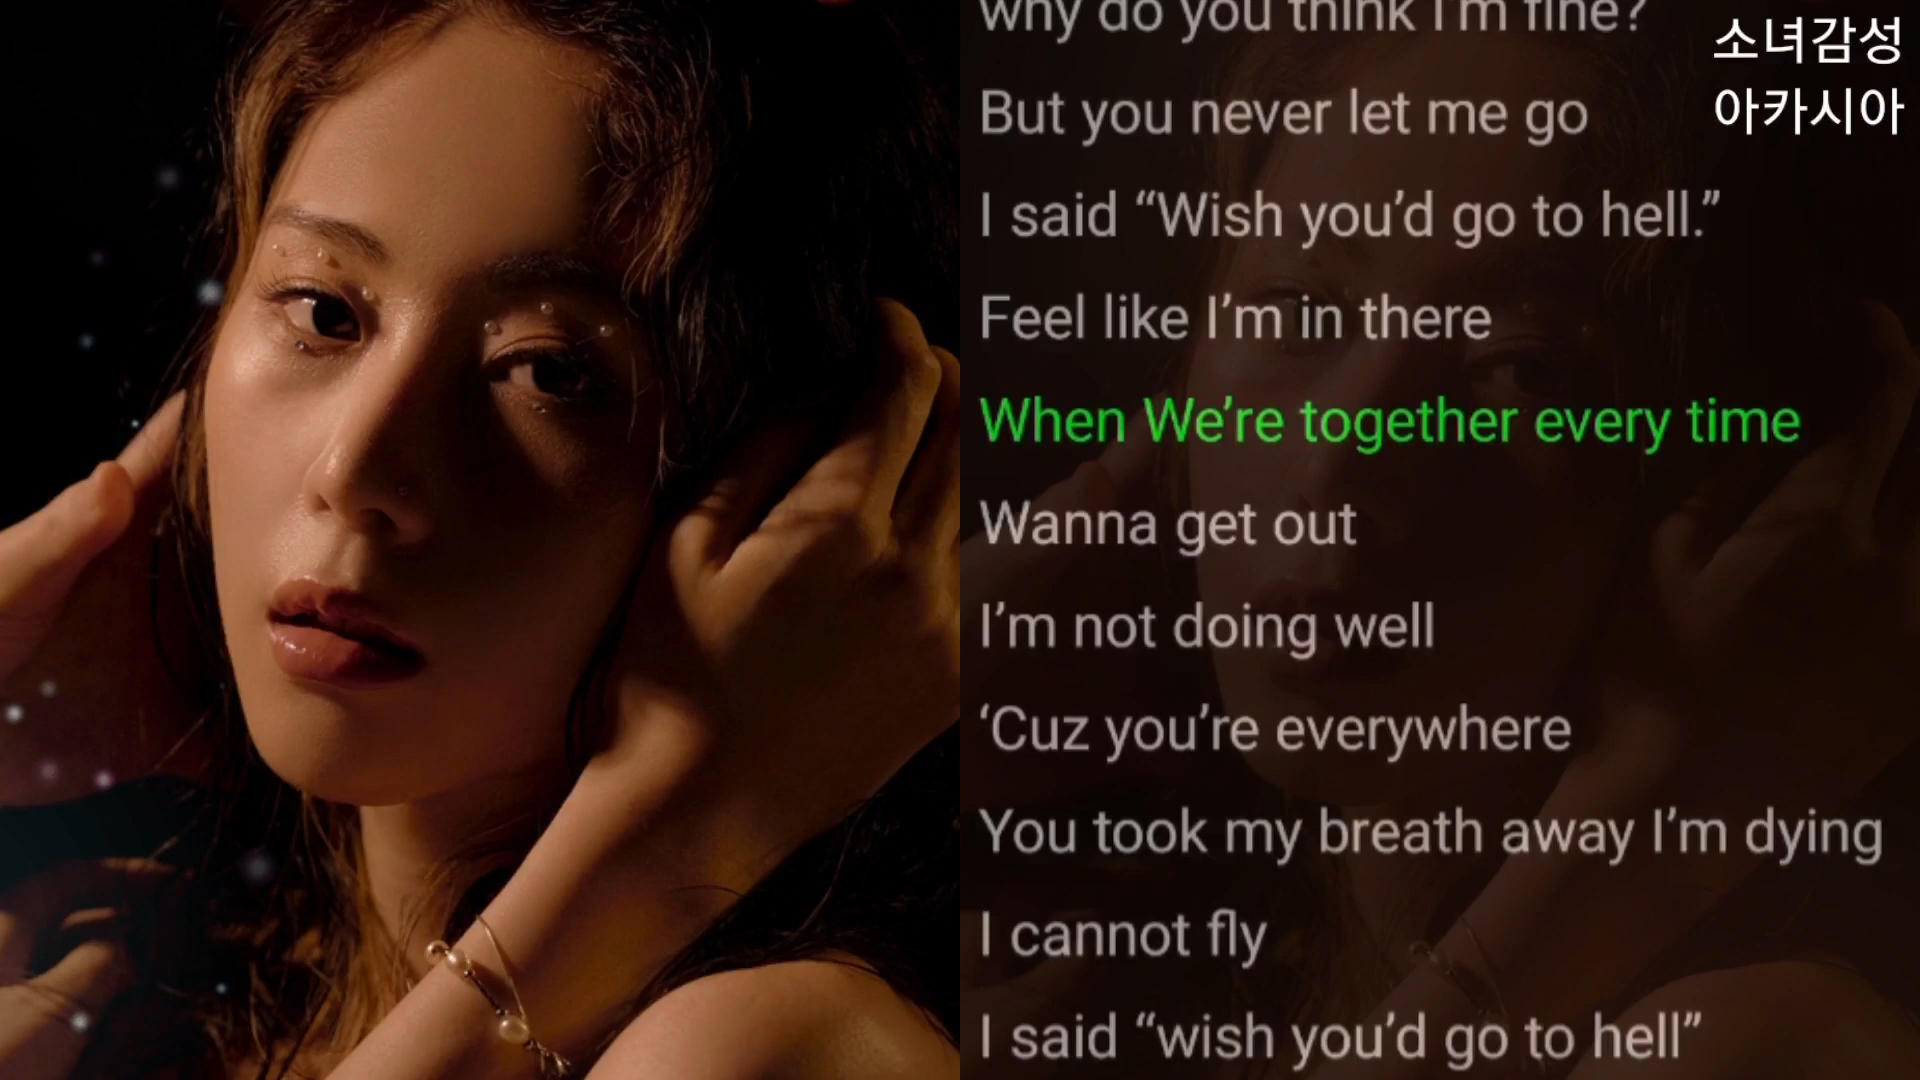 why do you think I'm fine?
But you never let me go
I said “Wish you’d go to hell.”
Feel like I’m in there
When We’re together every time
Wanna get out
I’m not doing well
‘Cuz you’re everywhere
You took my breath away I’m dying
I cannot fly
I said “wish you’d go to hell”
소녀감성
아카시아